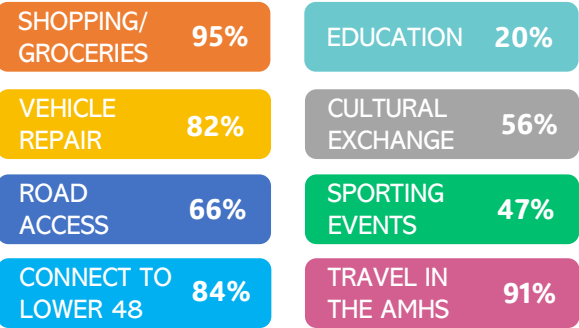 SHOPPING/
GROCERIES
95%
EDUCATION 20%
VEHICLE
REPAIR
82%
CULTURAL
EXCHANGE
56%
ROAD
ACCESS
66%
SPORTING
EVENTS
47%
CONNECT TO
LOWER 48
84%
TRAVEL IN
THE AMHS
91%